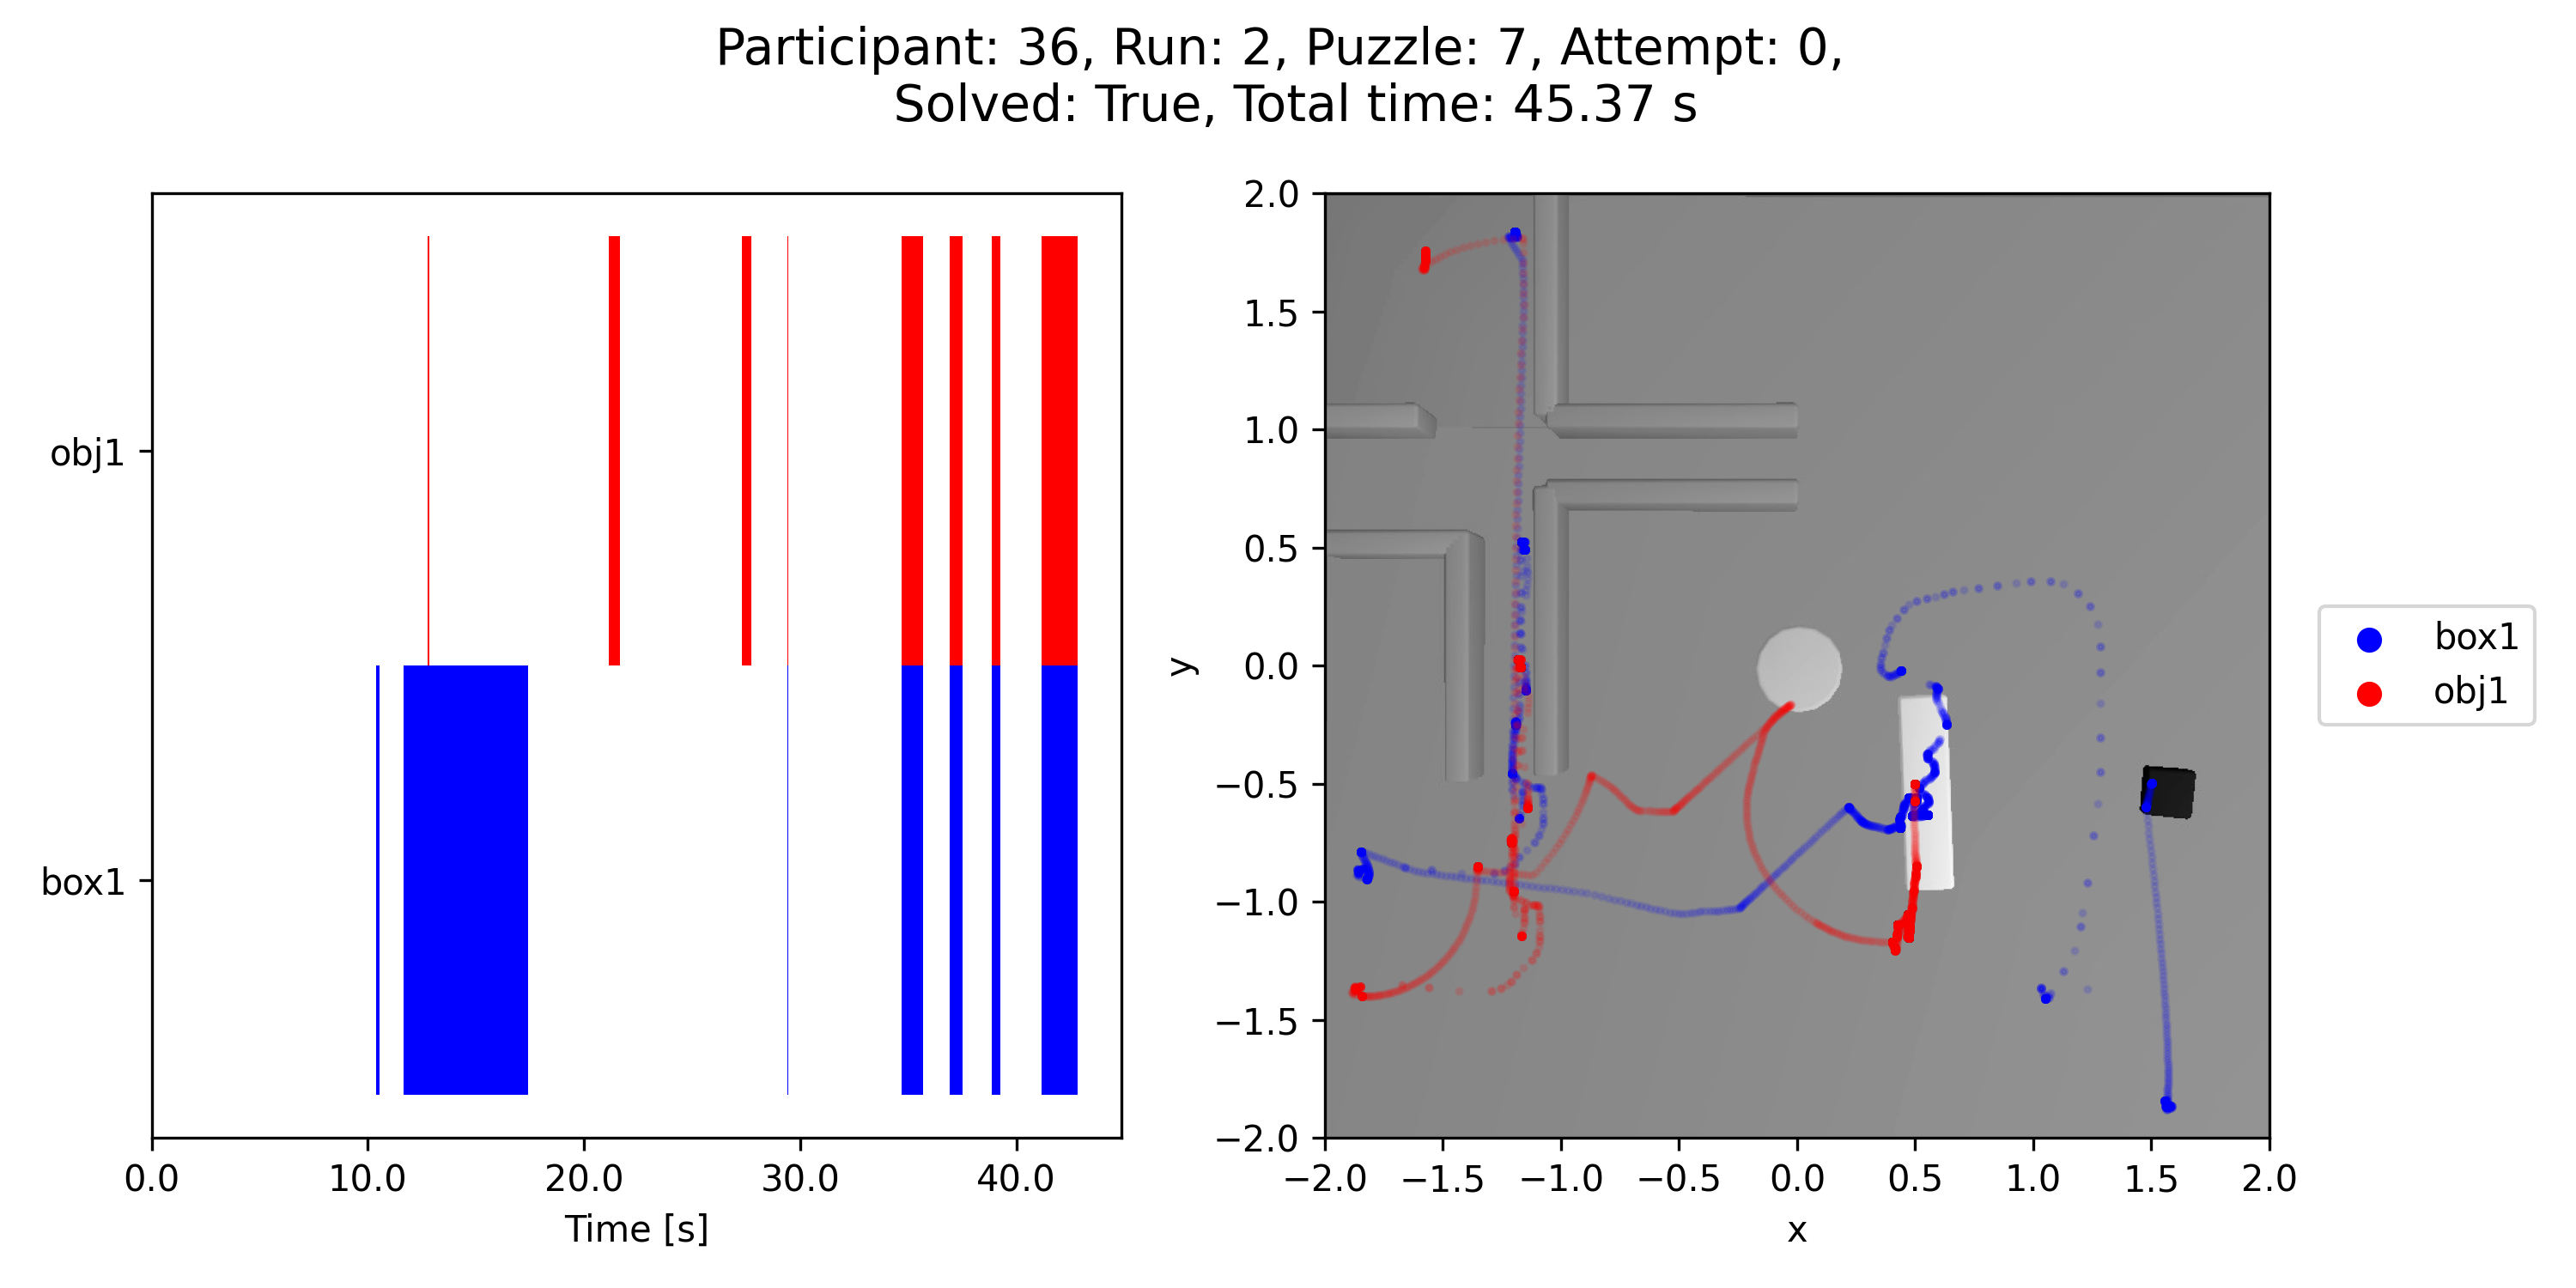 Participant: 36, Run: 2, Puzzle: 7, Attempt: 0,
Solved: True, Total time: 45.37 s
obj1
box1
0.0 10.0 20.0 30.0 40.0
Time [s]
2.0
1.5
1.0
0.5
0.0
−0.5
−1.0
−1.5
−2.0
y
−2.0 −1.5 −1.0 −0.5 0.0 0.5 1.0 1.5 2.0
x
box1
obj1